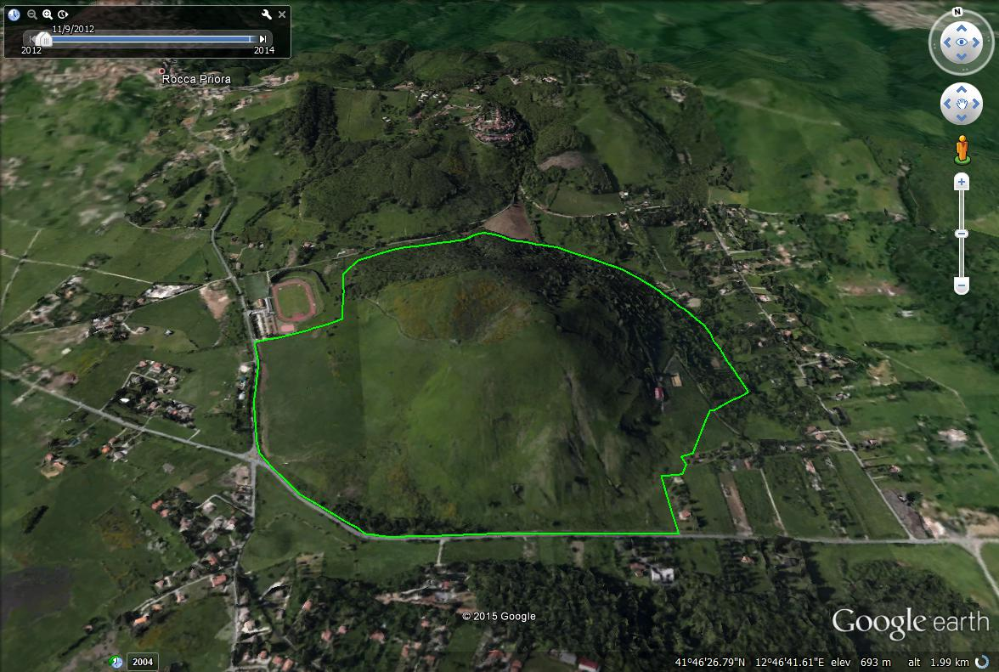 11/9/2012
2012
2014
N
Rocca Priora
© 2015 Google
Google earth
2004
41°46'26.79"N 12°46'41.61"E elev 693 m alt 1.99 km